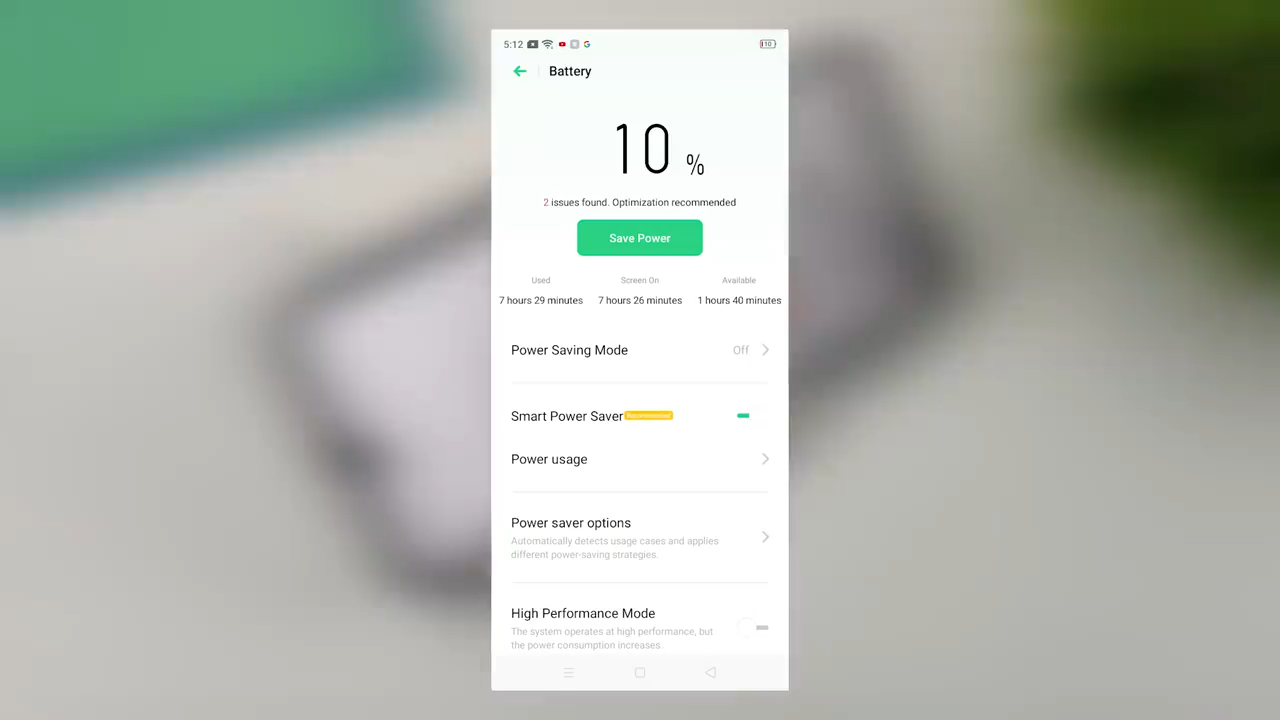 5:12
10
Battery
10 %
2 issues found. Optimization recommended
Save Power
Used Screen On Available
7 hours 29 minutes 7 hours 26 minutes 1 hours 40 minutes
Power Saving Mode Off
Smart Power Saver Recommended
Power usage
Power saver options
Automatically detects usage cases and applies
different power-saving strategies.
High Performance Mode
The system operates at high performance, but
the power consumption increases.